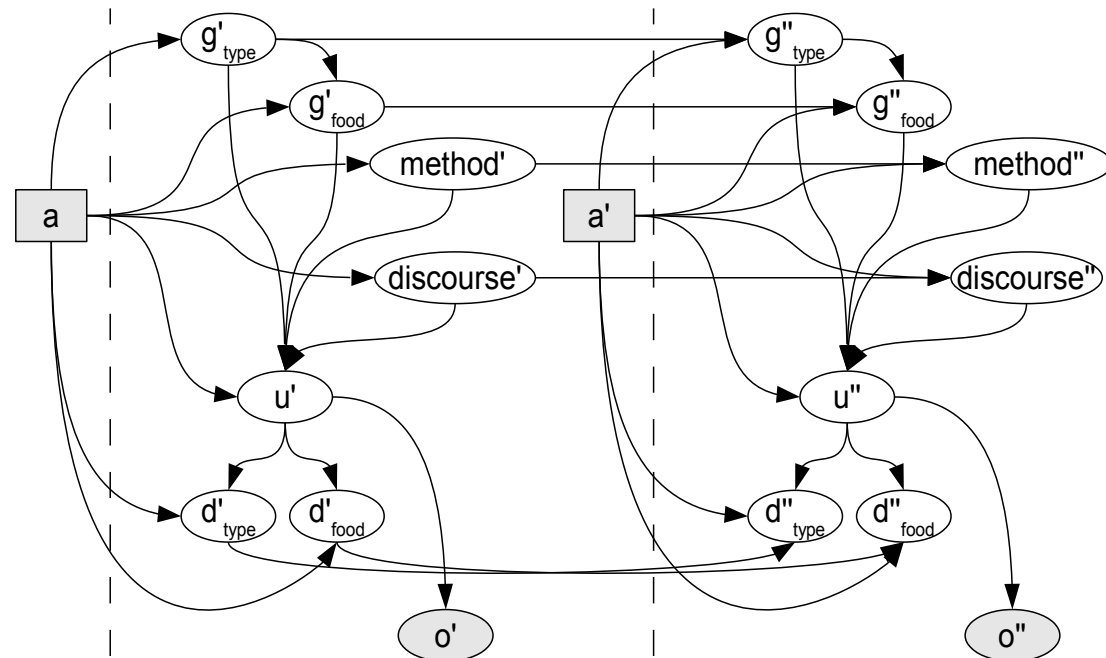 g'type
g''type
g'food
g''food
method'
method''
a
a'
discourse'
discourse''
u'
u''
d'type
d'food
d''type
d''food
o'
o''